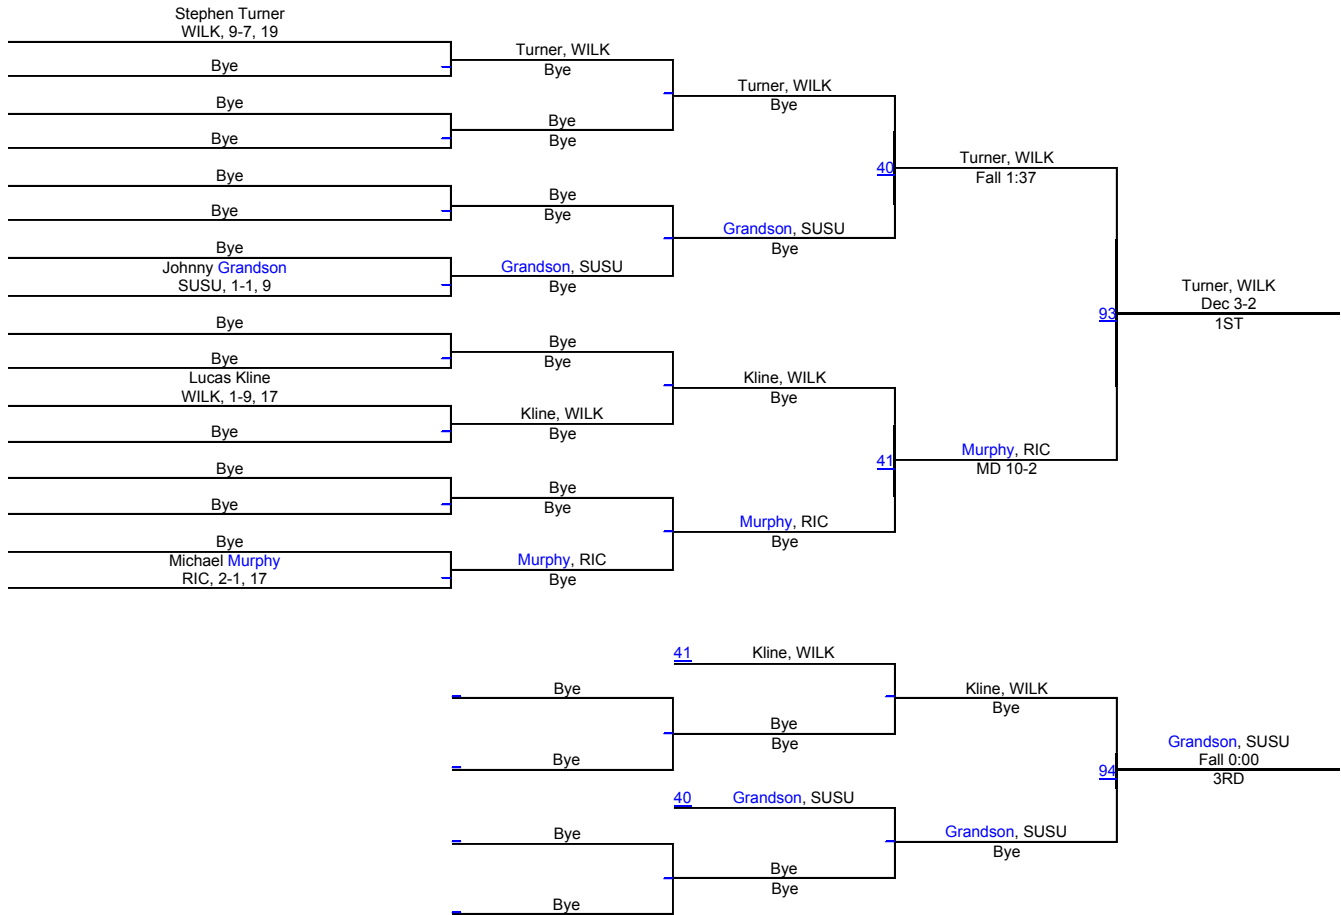 Stephen Turner
WILK, 9-7, 19
Bye
Bye
Bye
Bye
Bye
Bye
Johnny Grandson
SUSU, 1-1, 9
Bye
Bye
Lucas Kline
WILK, 1-9, 17
Bye
Bye
Bye
Bye
Michael Murphy
RIC, 2-1, 17
Turner, WILK
Bye
Bye
Bye
Bye
Bye
Grandson, SUSU
Bye
Bye
Bye
Kline, WILK
Bye
Bye
Bye
Murphy, RIC
Bye
Turner, WILK
Bye
Grandson, SUSU
Bye
Kline, WILK
Bye
Murphy, RIC
Bye
40
41
Turner, WILK
Fall 1:37
Murphy, RIC
MD 10-2
93
Turner, WILK
Dec 3-2
1ST
Bye
Bye
Bye
Bye
41
Kline, WILK
Bye
Bye
40
Grandson, SUSU
Bye
Bye
Kline, WILK
Bye
Grandson, SUSU
Bye
94
Grandson, SUSU
Fall 0:00
3RD